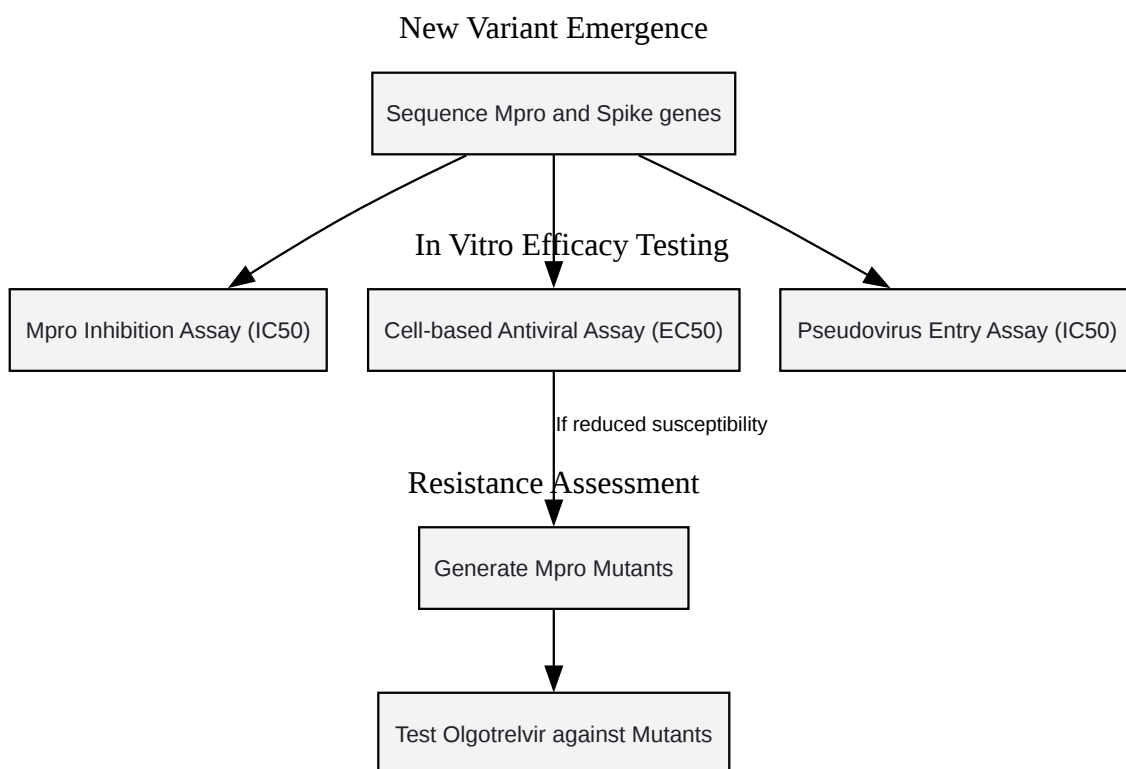 New Variant Emergence
Sequence Mpro and Spike genes
In Vitro Efficacy Testing
Mpro Inhibition Assay (IC50)
Cell-based Antiviral Assay (EC50)
Pseudovirus Entry Assay (IC50)
If reduced susceptibility
Resistance Assessment
Generate Mpro Mutants
Test Olgotrelvir against Mutants